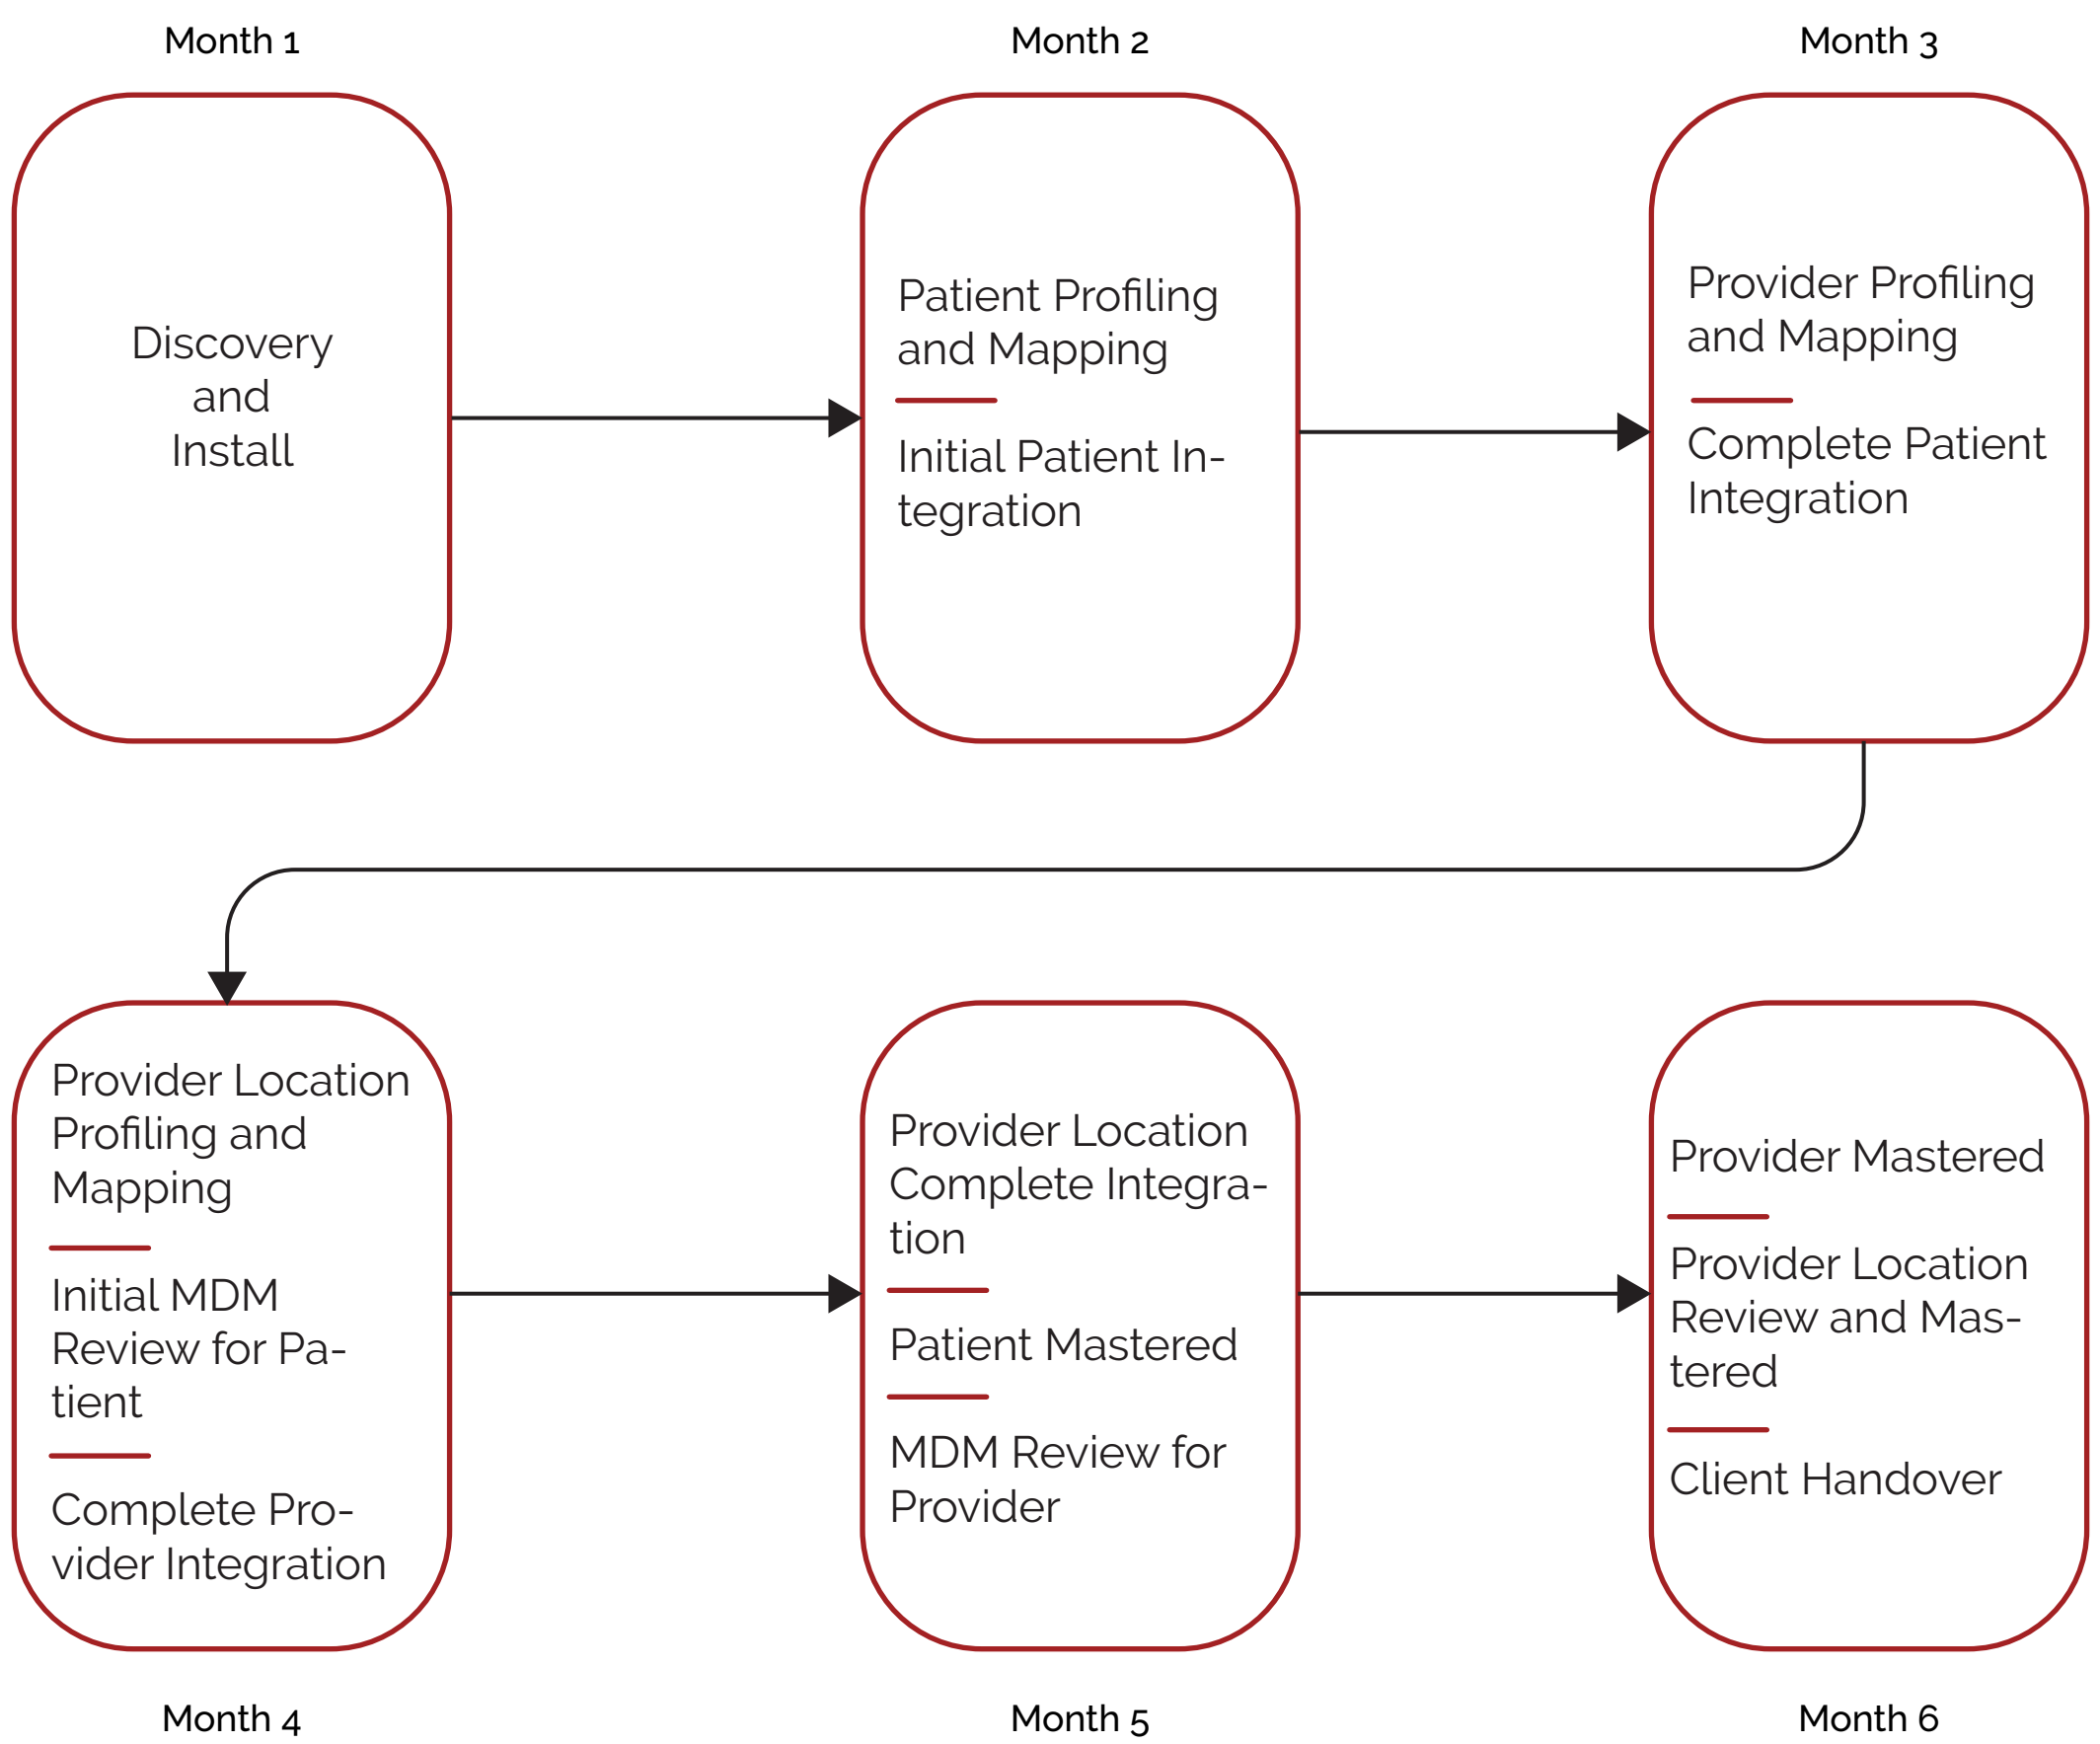 Month 1
Month 2
Month 3
Discovery
and
Install
Patient Profiling
and Mapping
Initial Patient In-
tegration
Provider Profiling
and Mapping
Complete Patient
Integration
Provider Location
Profiling and
Mapping
Initial MDM
Review for Pa-
tient
Complete Pro-
vider Integration
Provider Location
Complete Integra-
tion
Patient Mastered
MDM Review for
Provider
Provider Mastered
Provider Location
Review and Mas-
tered
Client Handover
Month 4
Month 5
Month 6